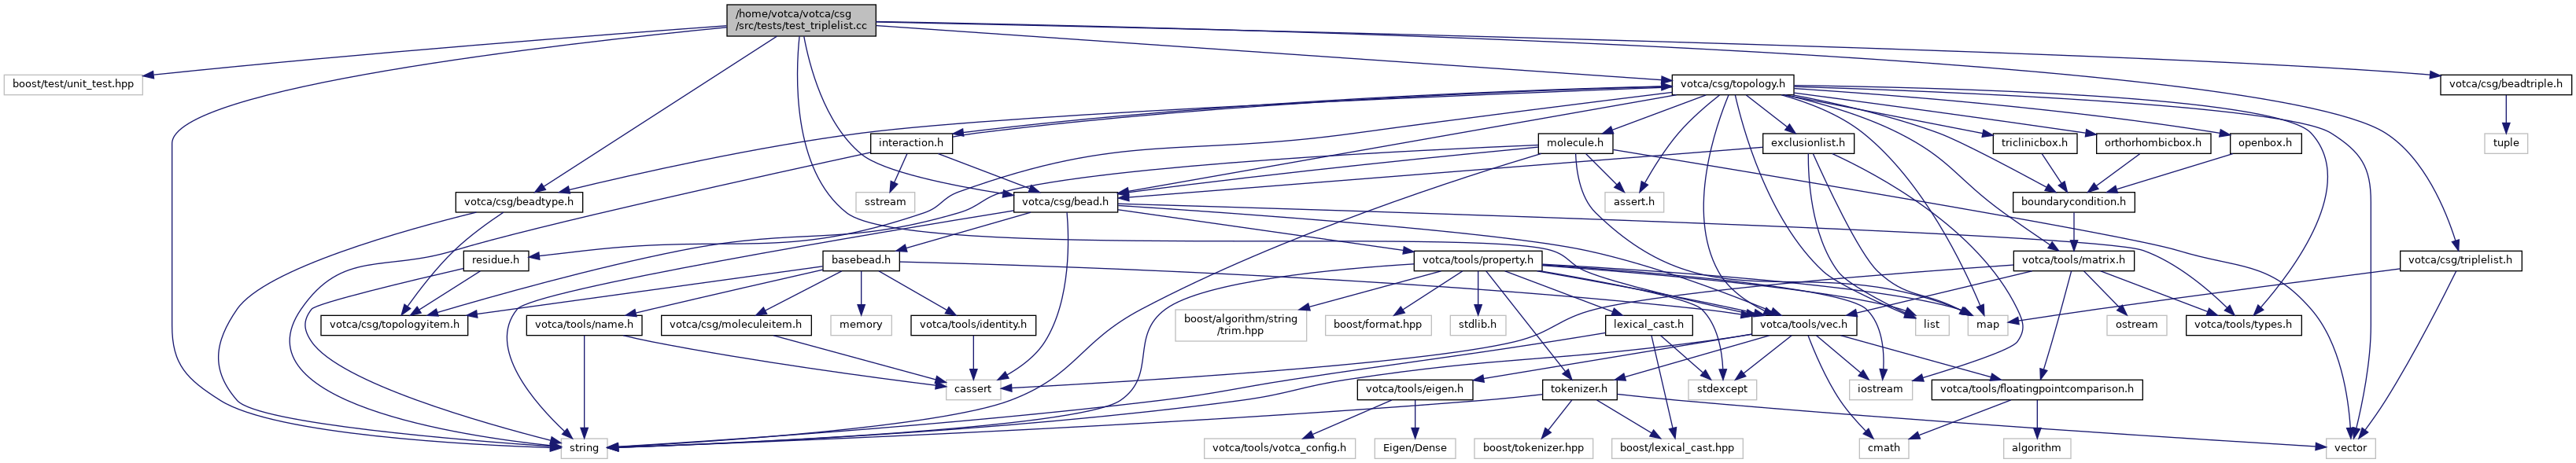 /home/votca/votca/csg
/src/tests/test_triplelist.cc
boost/test/unit_test.hpp
votca/csg/topology.h
votca/csg/beadtriple.h
interaction.h
molecule.h
exclusionlist.h
triclinicbox.h
orthorhombicbox.h
openbox.h
tuple
votca/csg/beadtype.h
sstream
votca/csg/bead.h
assert.h
boundarycondition.h
residue.h
basebead.h
votca/tools/property.h
votca/tools/matrix.h
votca/csg/triplelist.h
votca/csg/topologyitem.h
votca/tools/name.h
votca/csg/moleculeitem.h
memory
votca/tools/identity.h
boost/algorithm/string
/trim.hpp
boost/format.hpp
stdlib.h
lexical_cast.h
votca/tools/vec.h
list
map
ostream
votca/tools/types.h
cassert
votca/tools/eigen.h
tokenizer.h
stdexcept
iostream
votca/tools/floatingpointcomparison.h
string
votca/tools/votca_config.h
Eigen/Dense
boost/tokenizer.hpp
boost/lexical_cast.hpp
cmath
algorithm
vector